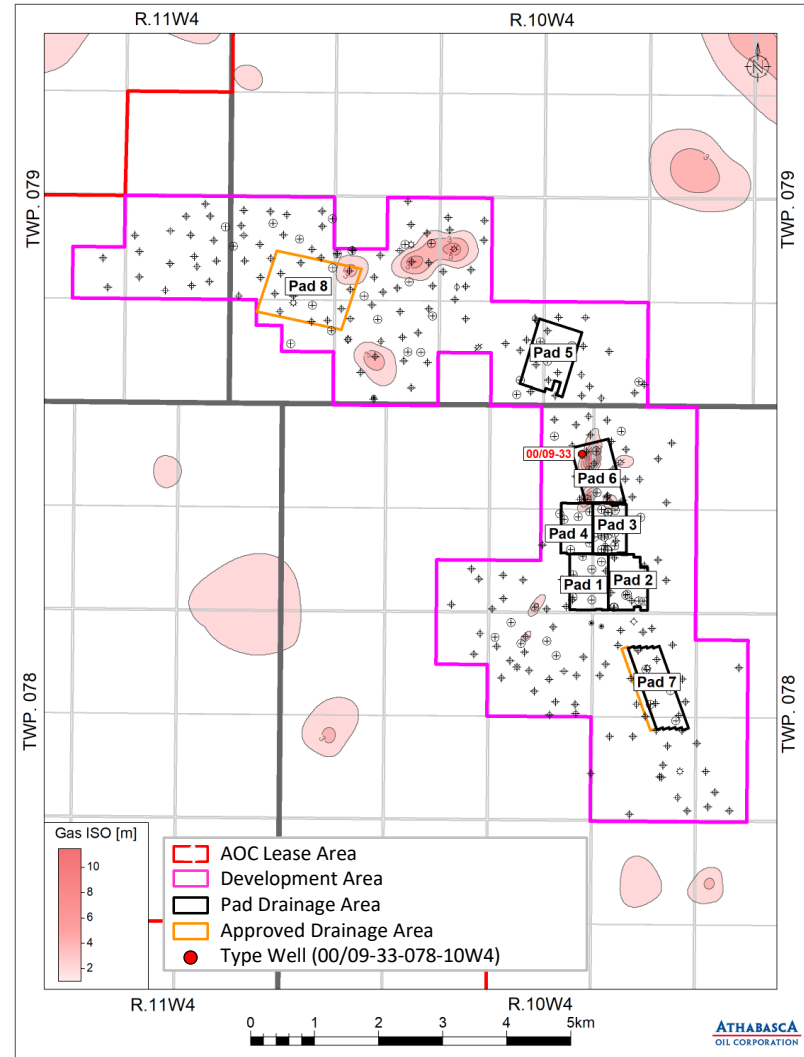 R.11W4 R.10W4
N
TWP. 079 TWP. 079
Pad 8
Pad 5
00/09-33
Pad 6
Pad 3
Pad 4
Pad 1
Pad 2
Pad 7
TWP. 078 TWP. 078
Gas ISO [m]
10
8
6
4
2
AOC Lease Area
Development Area
Pad Drainage Area
Approved Drainage Area
Type Well (00/09-33-078-10W4)
R.11W4 R.10W4
0 1 2 3 4 5km
ATHABASCA
OIL CORPORATION